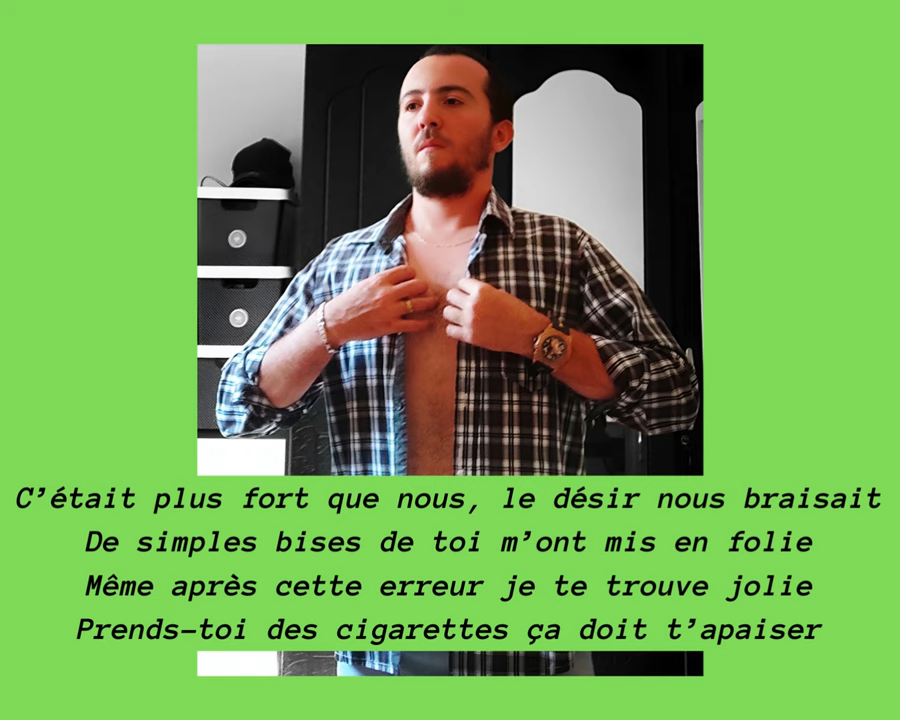 C’était plus fort que nous, le désir nous braisait
De simples bises de toi m’ont mis en folie
Même après cette erreur je te trouve jolie
Prends-toi des cigarettes ça doit t’apaiser